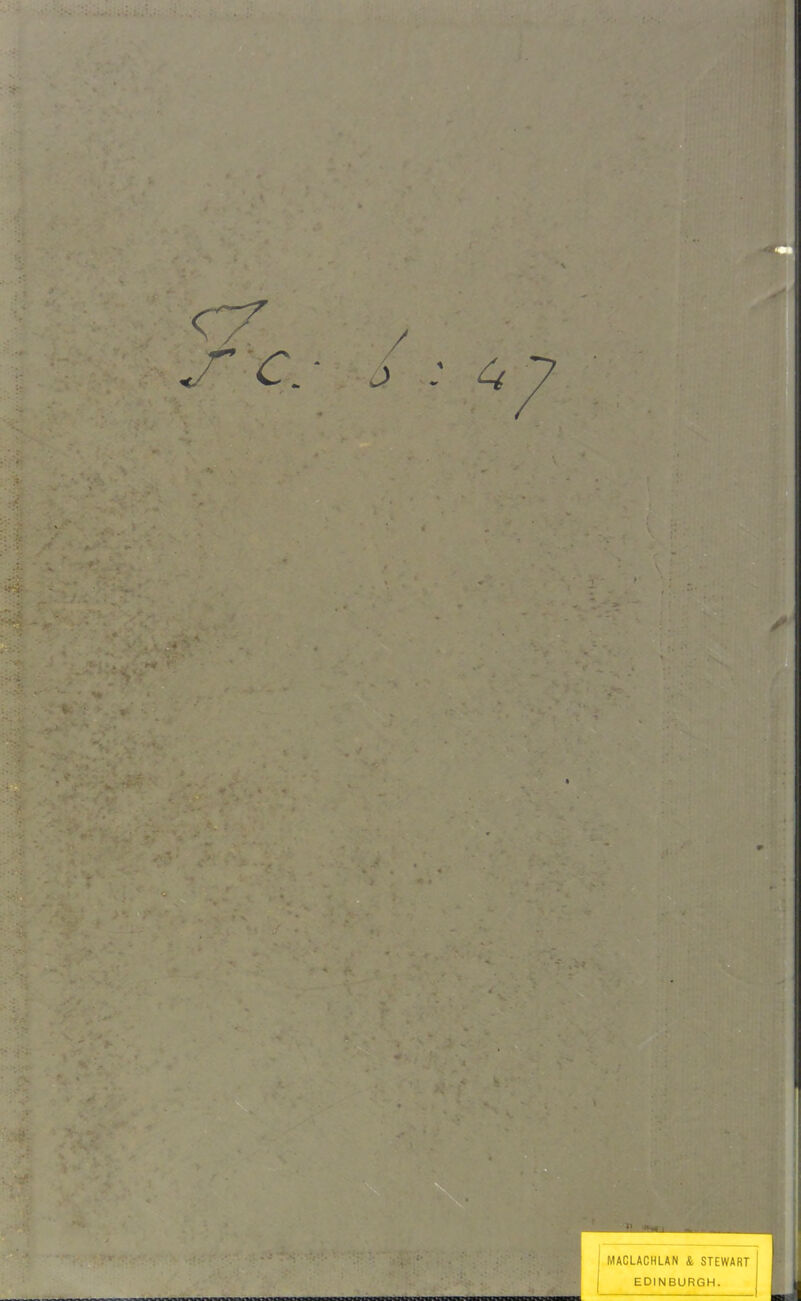 Fc. 6 : 47
MACLACHLAN & STEWART
EDINBURGH.